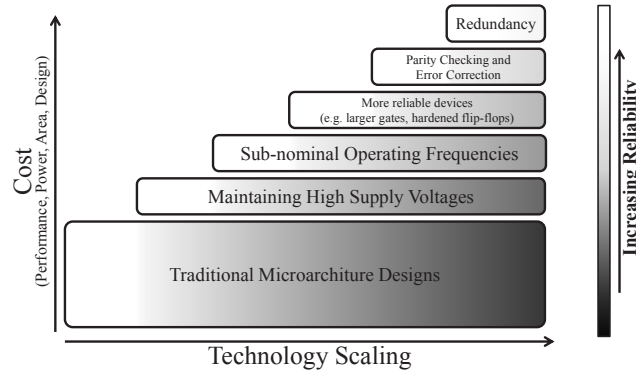 Redundancy
Parity Checking and
Error Correction
More reliable devices
(e.g. larger gates, hardened flip-flops)
Sub-nominal Operating Frequencies
Maintaining High Supply Voltages
Traditional Microarchiture Designs
Cost
(Performance, Power, Area, Design)
Technology Scaling
Increasing Reliability